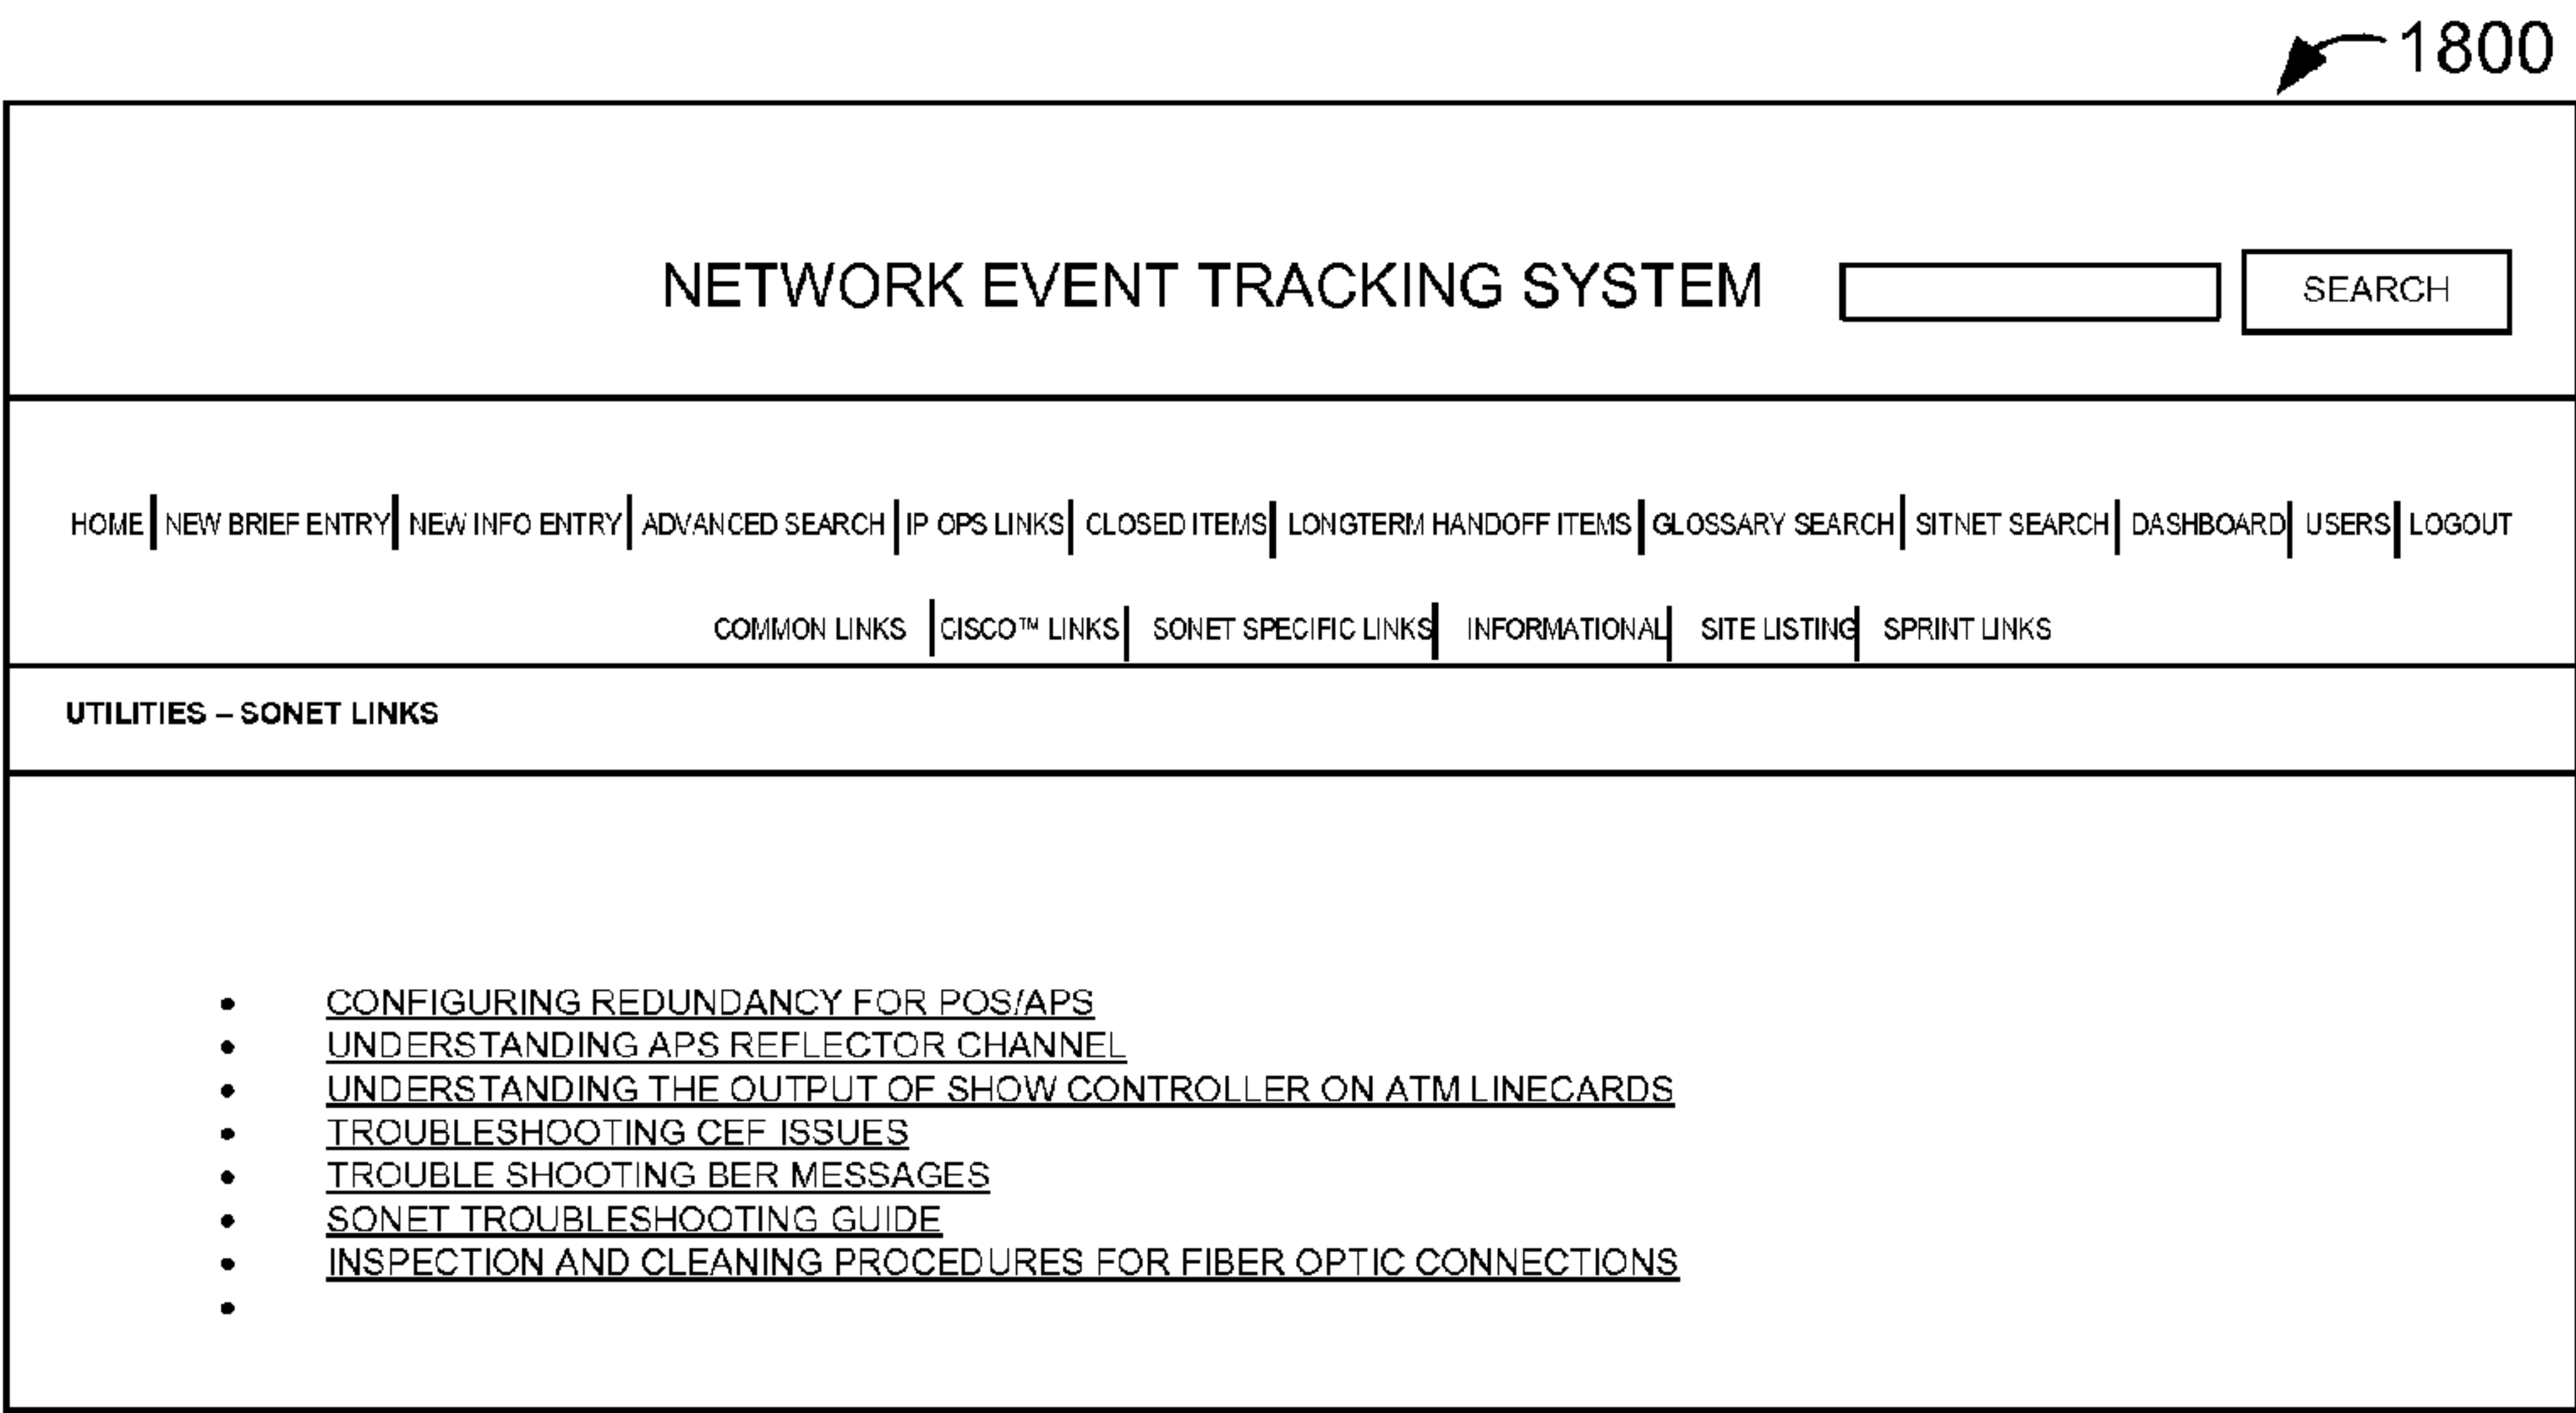 1800
NETWORK EVENT TRACKING SYSTEM SEARCH
HOME | NEW BRIEF ENTRY | NEW INFO ENTRY | ADVANCED SEARCH | IP OPS LINKS | CLOSED ITEMS | LONGTERM HANDOFF ITEMS | GLOSSARY SEARCH | SITNET SEARCH | DASHBOARD | USERS | LOGOUT
COMMON LINKS | CISCO™ LINKS | SONET SPECIFIC LINKS | INFORMATIONAL | SITE LISTING | SPRINT LINKS
UTILITIES – SONET LINKS
• CONFIGURING REDUNDANCY FOR POS/APS
• UNDERSTANDING APS REFLECTOR CHANNEL
• UNDERSTANDING THE OUTPUT OF SHOW CONTROLLER ON ATM LINECARDS
• TROUBLESHOOTING CEF ISSUES
• TROUBLE SHOOTING BER MESSAGES
• SONET TROUBLESHOOTING GUIDE
• INSPECTION AND CLEANING PROCEDURES FOR FIBER OPTIC CONNECTIONS
•